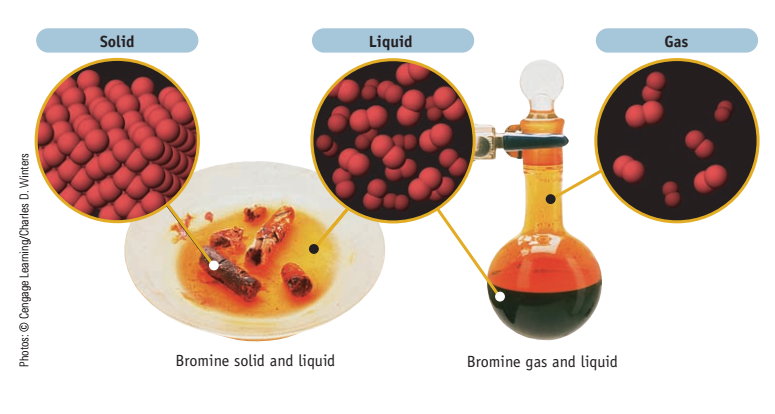 Solid
Liquid
Gas
Photos: © Cengage Learning/Charles D. Winters
Bromine solid and liquid
Bromine gas and liquid